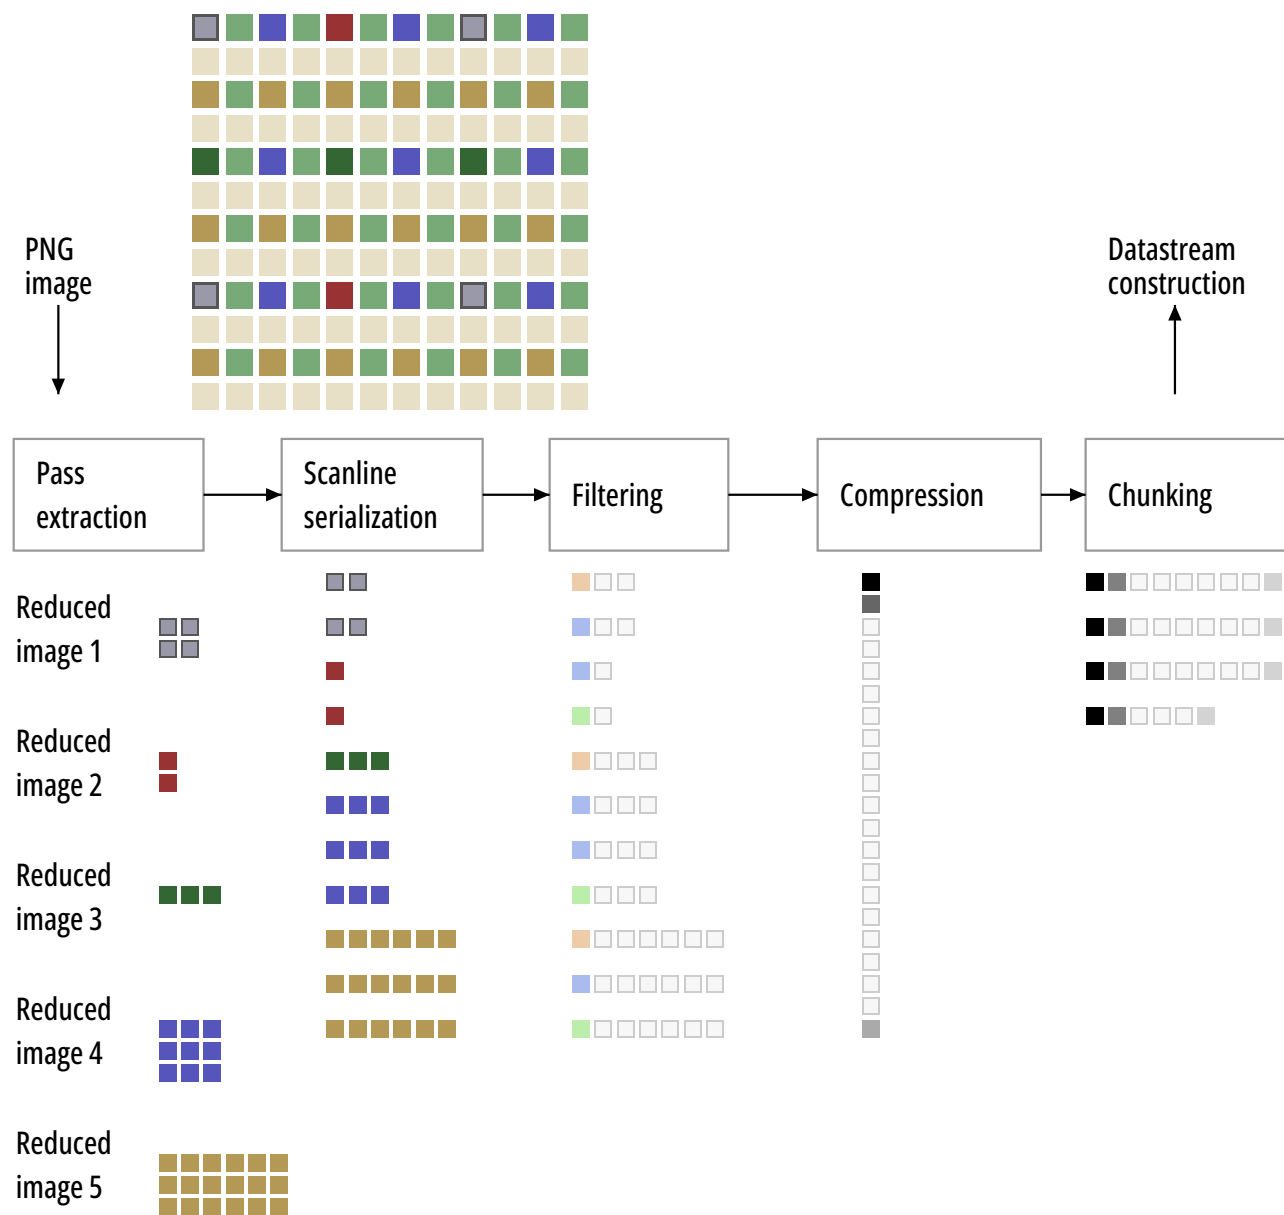 PNG
image
Datastream
construction
Pass
extraction
Scanline
serialization
Filtering
Compression
Chunking
Reduced
image 1
Reduced
image 2
Reduced
image 3
Reduced
image 4
Reduced
image 5